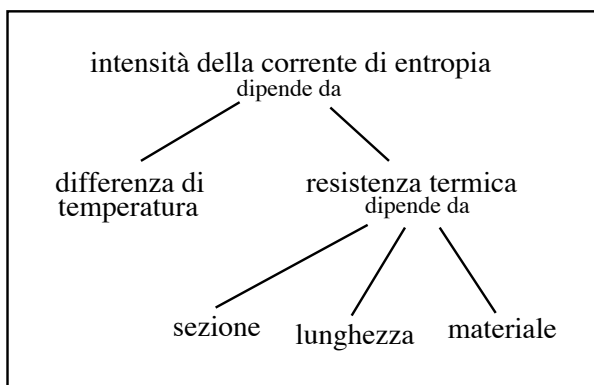 intensità della corrente di entropia
dipende da
differenza di
temperatura
resistenza termica
dipende da
sezione
lunghezza
materiale